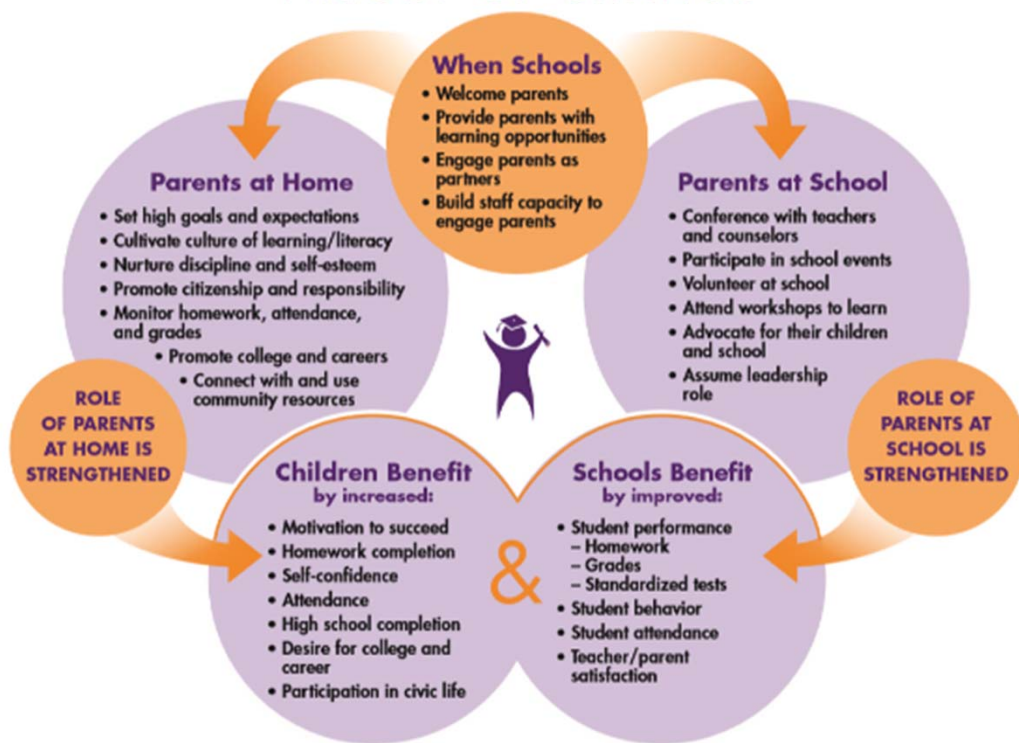 When Schools
• Welcome parents
• Provide parents with
learning opportunities
• Engage parents as
partners
• Build staff capacity to
engage parents
Parents at Home
• Set high goals and expectations
• Cultivate culture of learning/literacy
• Nurture discipline and self-esteem
• Promote citizenship and responsibility
• Monitor homework, attendance,
and grades
• Promote college and careers
• Connect with and use
community resources
Parents at School
• Conference with teachers
and counselors
• Participate in school events
• Volunteer at school
• Attend workshops to learn
• Advocate for their children
and school
• Assume leadership
role
ROLE
OF PARENTS
AT HOME IS
STRENGTHENED
ROLE OF
PARENTS AT
SCHOOL IS
STRENGTHENED
Children Benefit
by increased:
• Motivation to succeed
• Homework completion
• Self-confidence
• Attendance
• High school completion
• Desire for college and
career
• Participation in civic life
&
Schools Benefit
by improved:
• Student performance
– Homework
– Grades
– Standardized tests
• Student behavior
• Student attendance
• Teacher/parent
satisfaction